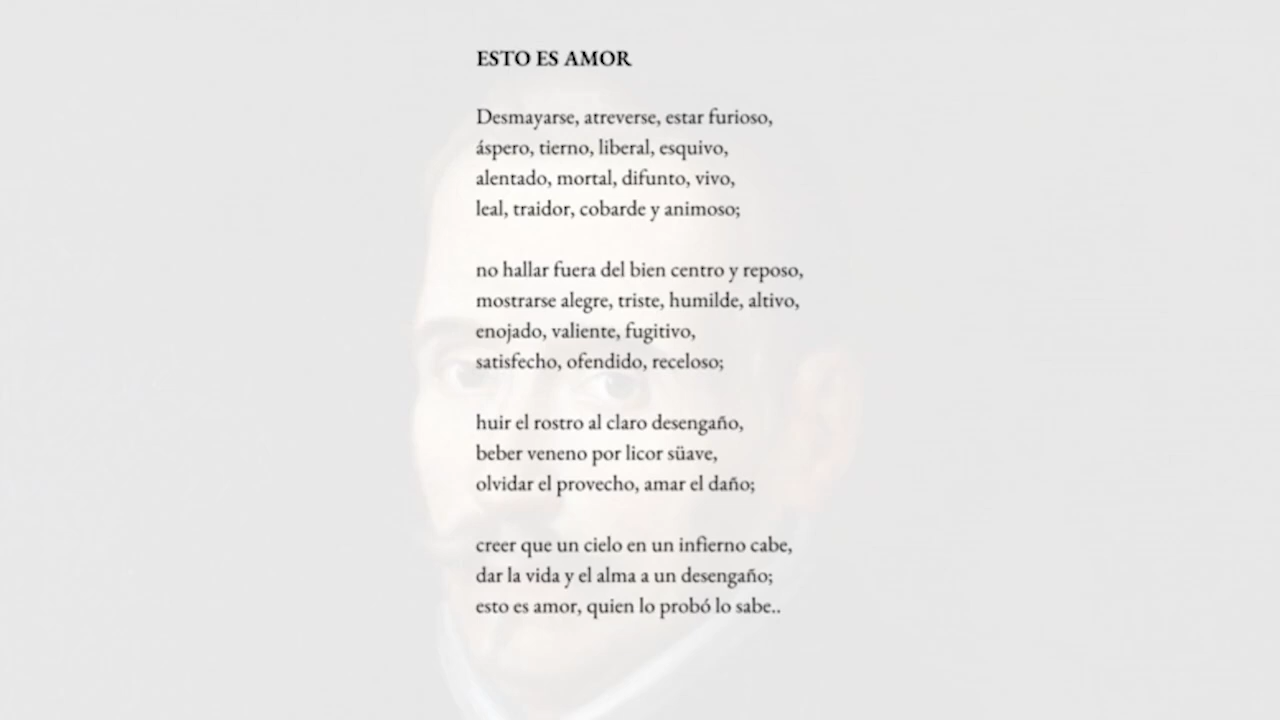 ESTO ES AMOR
Desmayarse, atreverse, estar furioso,
áspero, tierno, liberal, esquivo,
alentado, mortal, difunto, vivo,
leal, traidor, cobarde y animoso;
no hallar fuera del bien centro y reposo,
mostrarse alegre, triste, humilde, altivo,
enojado, valiente, fugitivo,
satisfecho, ofendido, receloso;
huir el rostro al claro desengaño,
beber veneno por licor süave,
olvidar el provecho, amar el daño;
creer que un cielo en un infierno cabe,
dar la vida y el alma a un desengaño;
esto es amor, quien lo probó lo sabe..